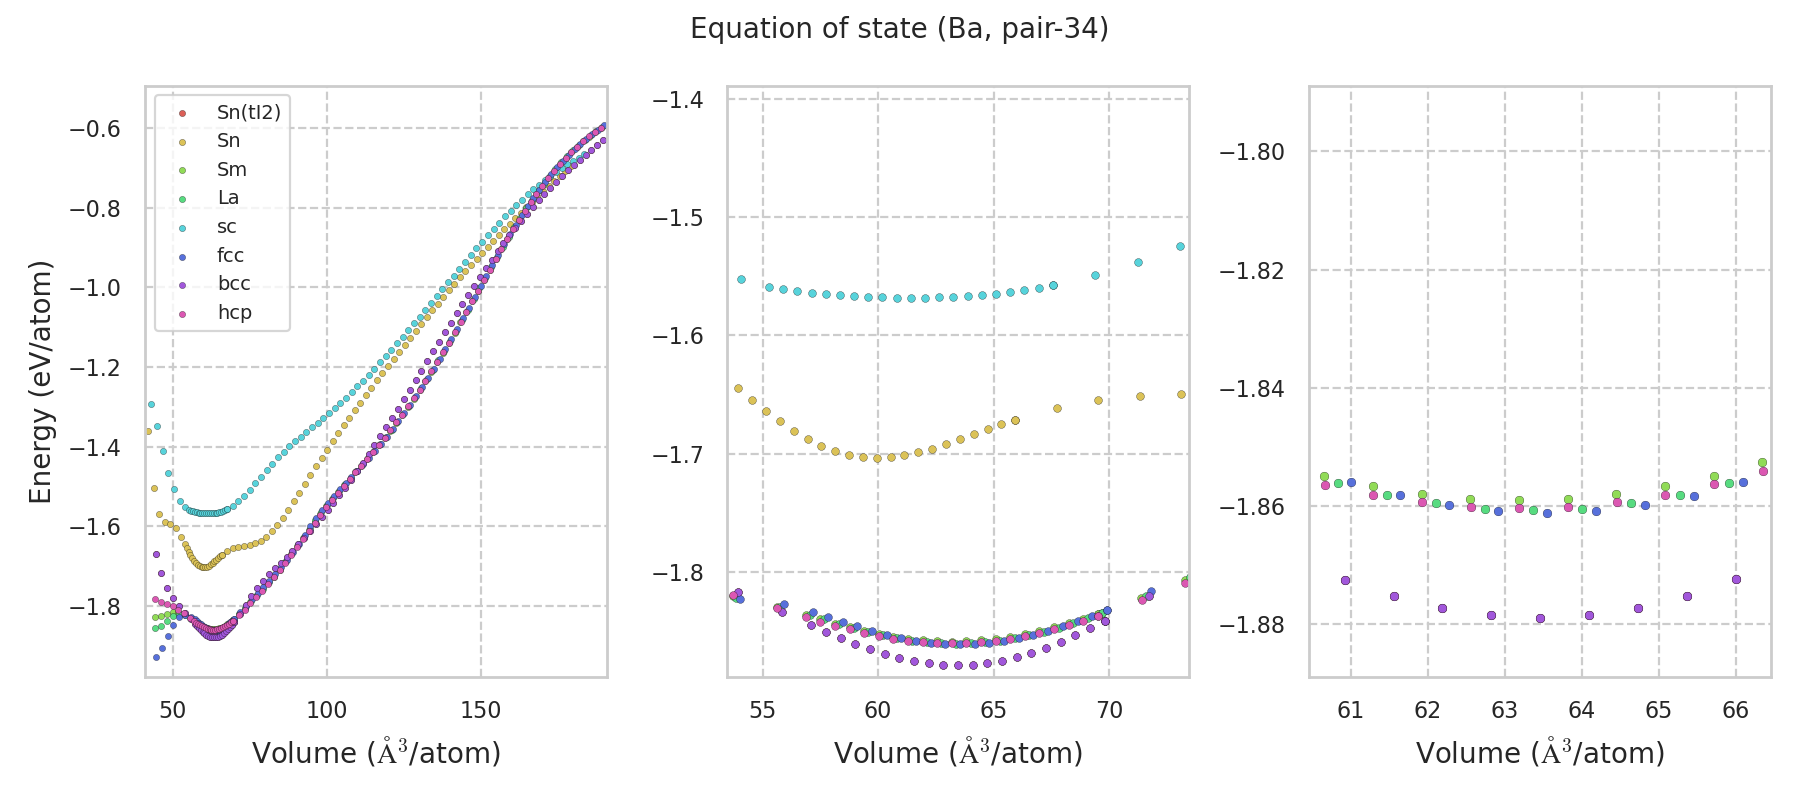 Equation of state (Ba, pair-34)
Energy (eV/atom)
−0.6
−0.8
−1.0
−1.2
−1.4
−1.6
−1.8
Sn(tI2)
Sn
Sm
La
sc
fcc
bcc
hcp
50 100 150
Volume (Å³/atom)
−1.4
−1.5
−1.6
−1.7
−1.8
55 60 65 70
Volume (Å³/atom)
−1.80
−1.82
−1.84
−1.86
−1.88
61 62 63 64 65 66
Volume (Å³/atom)